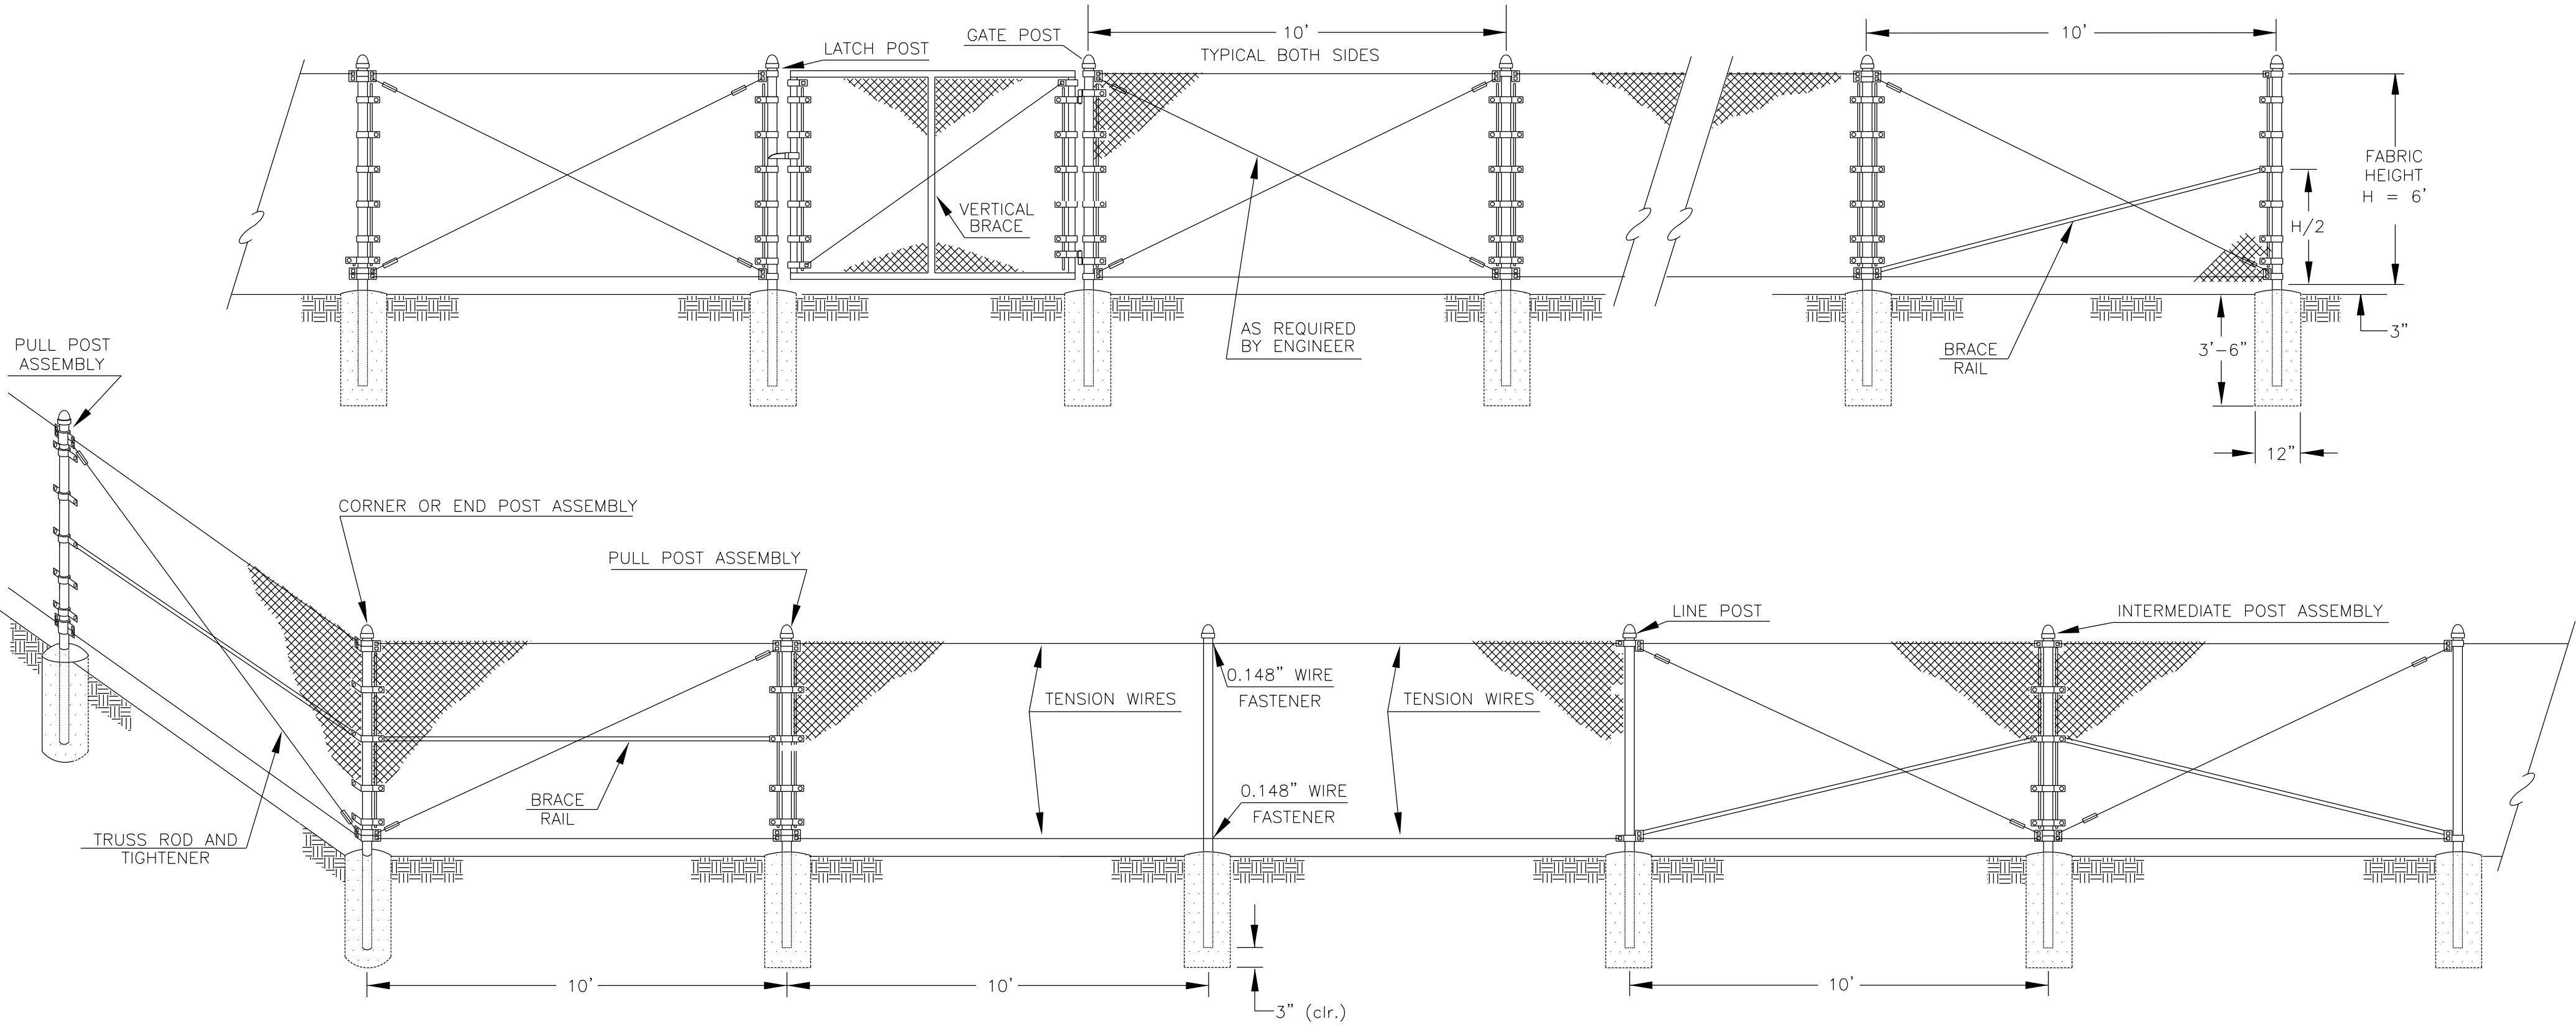 LATCH POST
GATE POST
10'
TYPICAL BOTH SIDES
10'
VERTICAL
BRACE
FABRIC
HEIGHT
H = 6'
H/2
AS REQUIRED
BY ENGINEER
BRACE
RAIL
3'-6"
3"
12"
PULL POST
ASSEMBLY
CORNER OR END POST ASSEMBLY
PULL POST ASSEMBLY
LINE POST
INTERMEDIATE POST ASSEMBLY
TENSION WIRES
0.148" WIRE
FASTENER
TENSION WIRES
BRACE
RAIL
0.148" WIRE
FASTENER
TRUSS ROD AND
TIGHTENER
10'
10'
3" (clr.)
10'